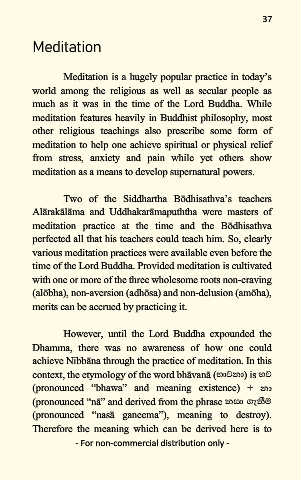 37
Meditation
Meditation is a hugely popular practice in today's
world among the religious as well as secular people as
much as it was in the time of the Lord Buddha. While
meditation features heavily in Buddhist philosophy, most
other religious teachings also prescribe some form of
meditation to help one achieve spiritual or physical relief
from stress, anxiety and pain while yet others show
meditation as a means to develop supernatural powers.
Two of the Siddhartha Bōdhisathva's teachers
Alārakālāma and Uddhakarāmapuththa were masters of
meditation practice at the time and the Bōdhisathva
perfected all that his teachers could teach him. So, clearly
various meditation practices were available even before the
time of the Lord Buddha. Provided meditation is cultivated
with one or more of the three wholesome roots non-craving
(alōbha), non-aversion (adhōsa) and non-delusion (amōha),
merits can be accrued by practicing it.
However, until the Lord Buddha expounded the
Dhamma, there was no awareness of how one could
achieve Nibbāna through the practice of meditation. In this
context, the etymology of the word bhāvanā (භාවනා) is භව
(pronounced “bhawa” and meaning existence) + නා
(pronounced “nā” and derived from the phrase නසා ගැනීම
(pronounced “nasā ganeema”), meaning to destroy).
Therefore the meaning which can be derived here is to
- For non-commercial distribution only -